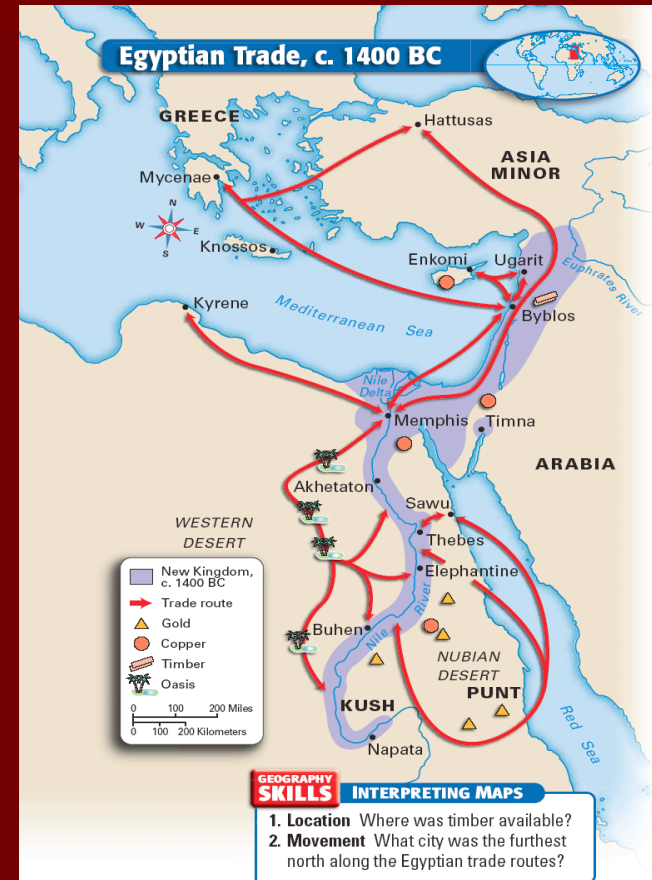 Egyptian Trade, c. 1400 BC
GREECE
Hattusas
ASIA
MINOR
Mycenae
N
W
E
S
Knossos
Enkomi
Ugarit
Euphrates River
Kyrene
Mediterranean Sea
Byblos
Nile
Delta
Memphis
Timna
ARABIA
Akhetaton
Sawu
WESTERN
DESERT
Thebes
Elephantine
New Kingdom,
c. 1400 BC
Trade route
Gold
Copper
Timber
Oasis
0 100 200 Miles
0 100 200 Kilometers
Buhen
Nile River
NUBIAN
DESERT
PUNT
KUSH
Red Sea
Napata
GEOGRAPHY
SKILLS
INTERPRETING MAPS
1. Location Where was timber available?
2. Movement What city was the furthest
north along the Egyptian trade routes?